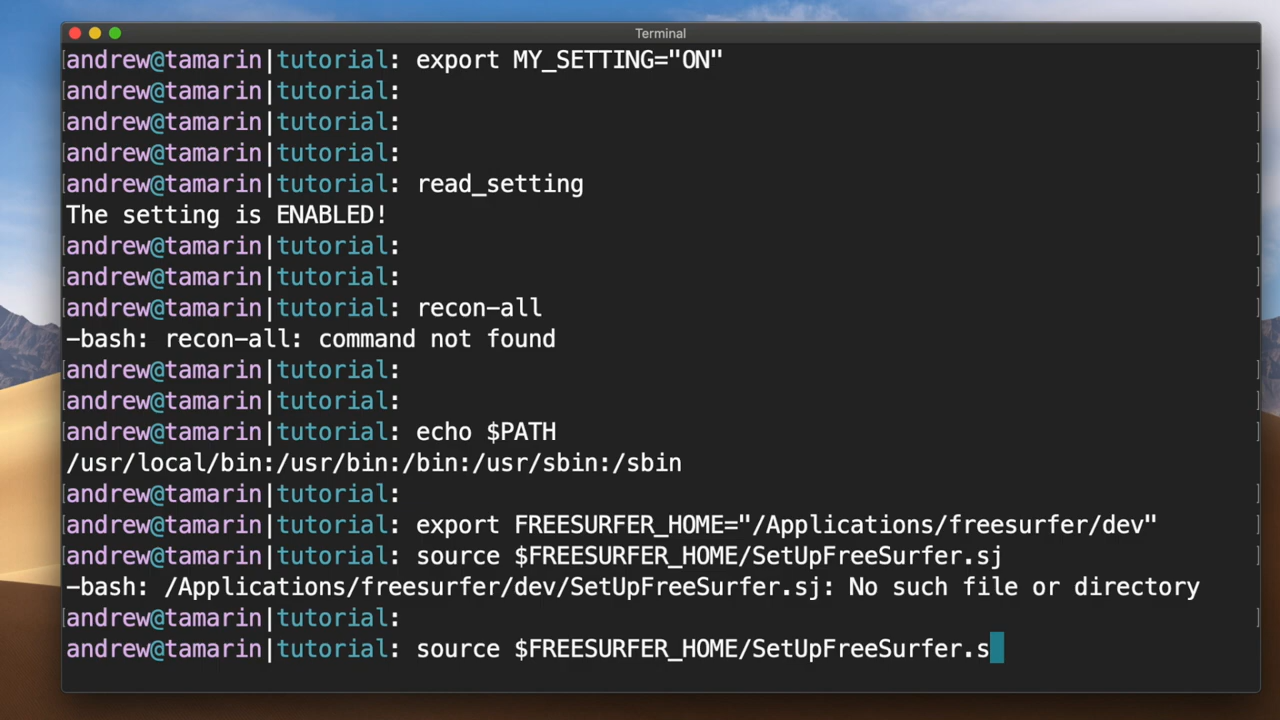 Terminal
andrew@tamarin|tutorial: export MY_SETTING="ON"
andrew@tamarin|tutorial:
andrew@tamarin|tutorial:
andrew@tamarin|tutorial:
andrew@tamarin|tutorial: read_setting
The setting is ENABLED!
andrew@tamarin|tutorial:
andrew@tamarin|tutorial:
andrew@tamarin|tutorial: recon-all
-bash: recon-all: command not found
andrew@tamarin|tutorial:
andrew@tamarin|tutorial:
andrew@tamarin|tutorial: echo $PATH
/usr/local/bin:/usr/bin:/bin:/usr/sbin:/sbin
andrew@tamarin|tutorial:
andrew@tamarin|tutorial: export FREESURFER_HOME="/Applications/freesurfer/dev"
andrew@tamarin|tutorial: source $FREESURFER_HOME/SetUpFreeSurfer.sj
-bash: /Applications/freesurfer/dev/SetUpFreeSurfer.sj: No such file or directory
andrew@tamarin|tutorial:
andrew@tamarin|tutorial: source $FREESURFER_HOME/SetUpFreeSurfer.s